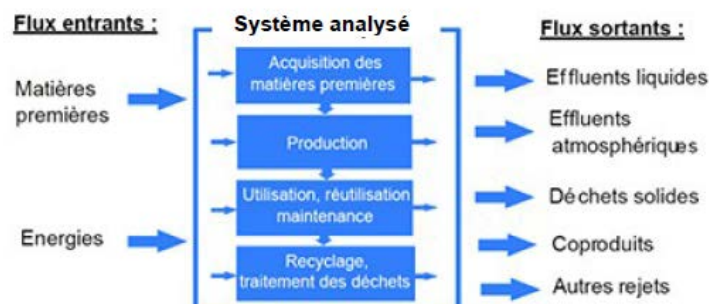 Flux entrants :
Matières
premières
Energies
Système analysé
Acquisition des
matières premières
Production
Utilisation, réutilisation
maintenance
Recyclage,
traitement des déchets
Flux sortants :
Effluents liquides
Effluents
atmosphériques
Déchets solides
Coproduits
Autres rejets